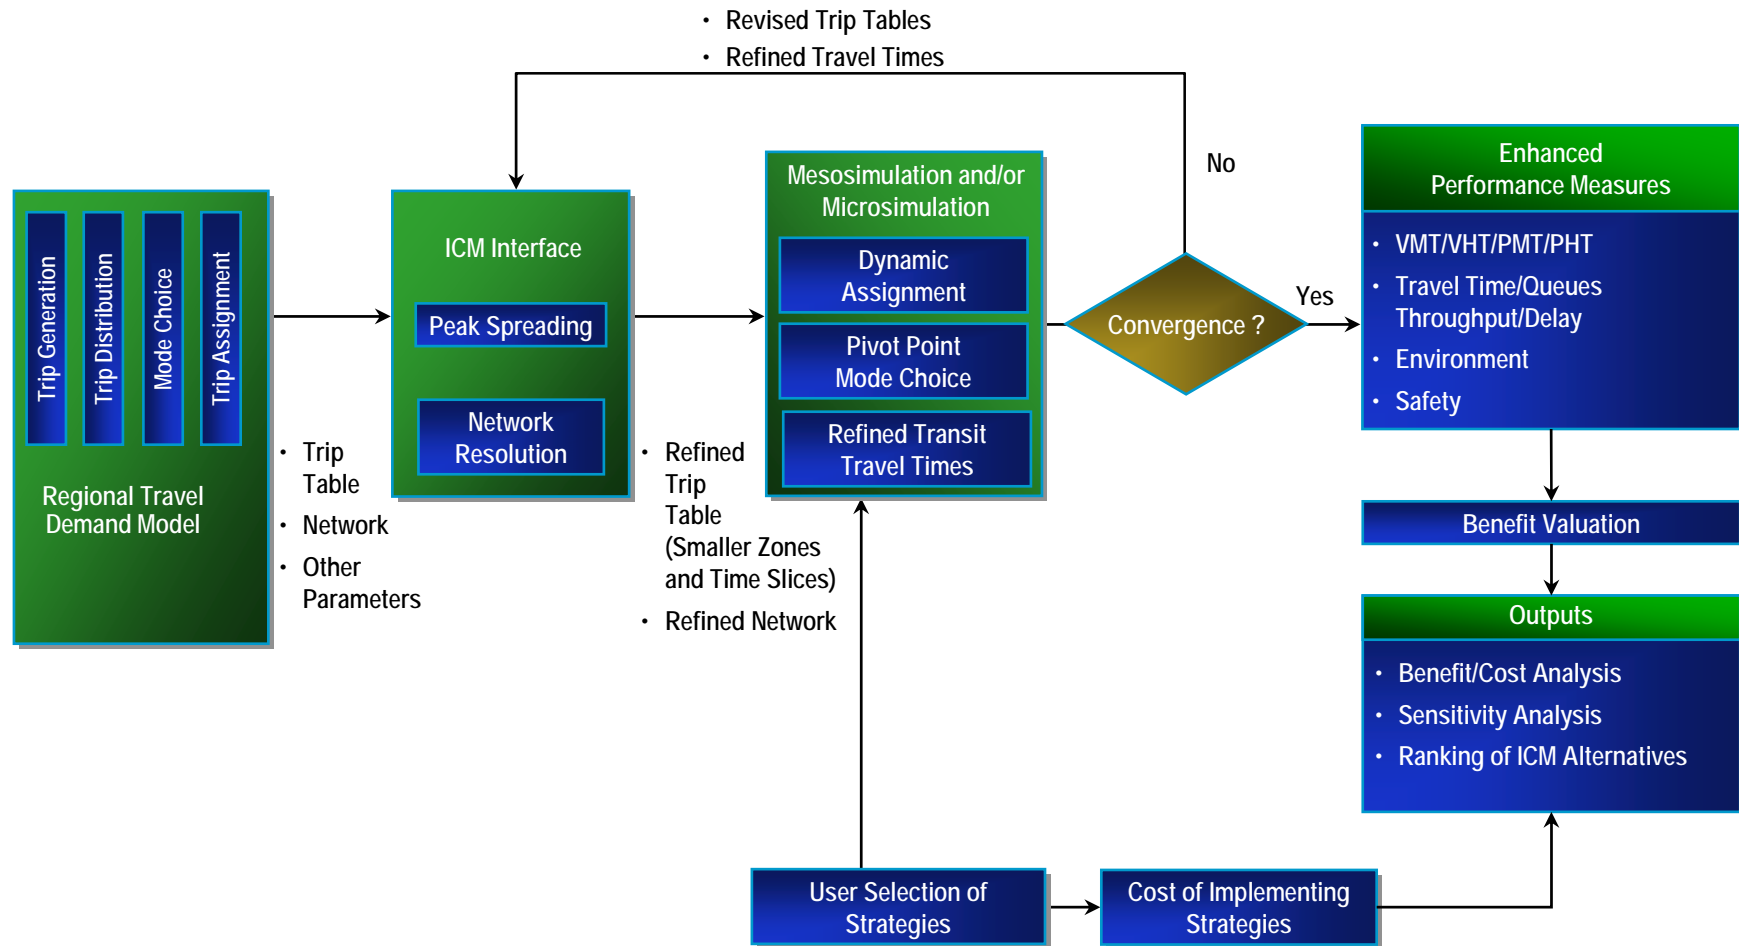 · Revised Trip Tables
· Refined Travel Times
Trip Generation
Trip Distribution
Mode Choice
Trip Assignment
Regional Travel
Demand Model
· Trip
Table
· Network
· Other
Parameters
ICM Interface
Peak Spreading
Network
Resolution
· Refined
Trip
Table
(Smaller Zones
and Time Slices)
· Refined Network
Mesosimulation and/or
Microsimulation
Dynamic
Assignment
Pivot Point
Mode Choice
Refined Transit
Travel Times
Convergence ?
No
Yes
Enhanced
Performance Measures
· VMT/VHT/PMT/PHT
· Travel Time/Queues
Throughput/Delay
· Environment
· Safety
Benefit Valuation
Outputs
· Benefit/Cost Analysis
· Sensitivity Analysis
· Ranking of ICM Alternatives
User Selection of
Strategies
Cost of Implementing
Strategies